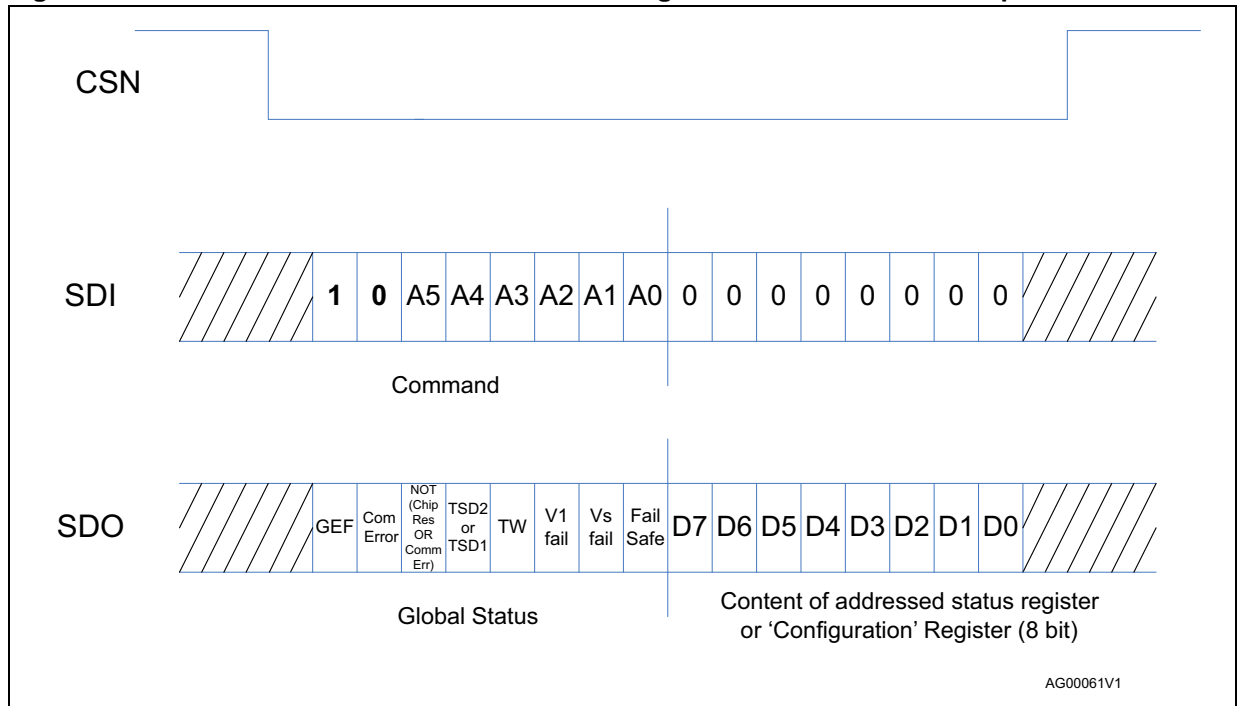 CSN
SDI
1 0 A5 A4 A3 A2 A1 A0 0 0 0 0 0 0 0 0
Command
SDO
GEF
Com
Error
NOT
(Chip
Res
OR
Comm
Err)
TSD2
or
TSD1
TW
V1
fail
Vs
fail
Fail
Safe
D7 D6 D5 D4 D3 D2 D1 D0
Global Status
Content of addressed status register
or ‘Configuration’ Register (8 bit)
AG00061V1